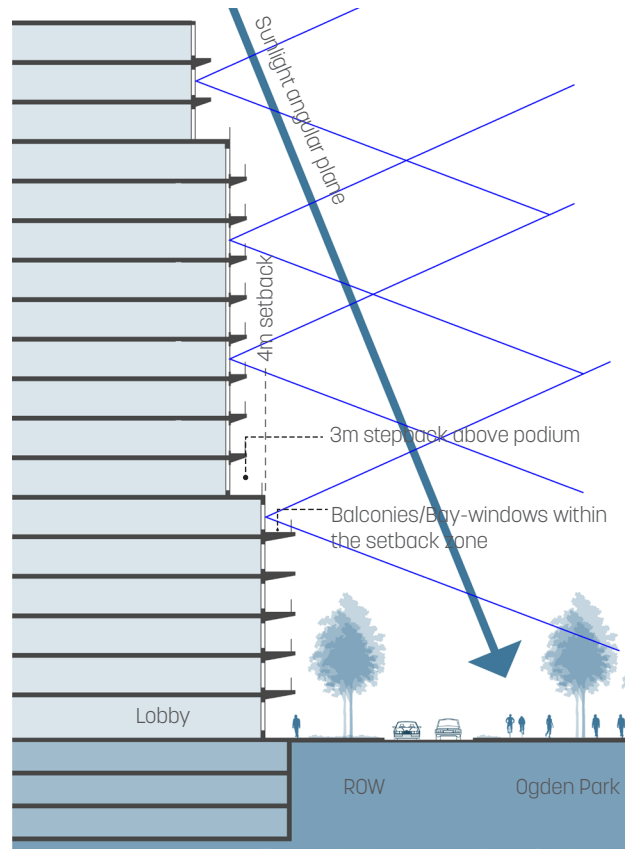 Sunlight angular plane
4m setback
3m stepback above podium
Balconies/Bay-windows within
the setback zone
Lobby
ROW
Ogden Park